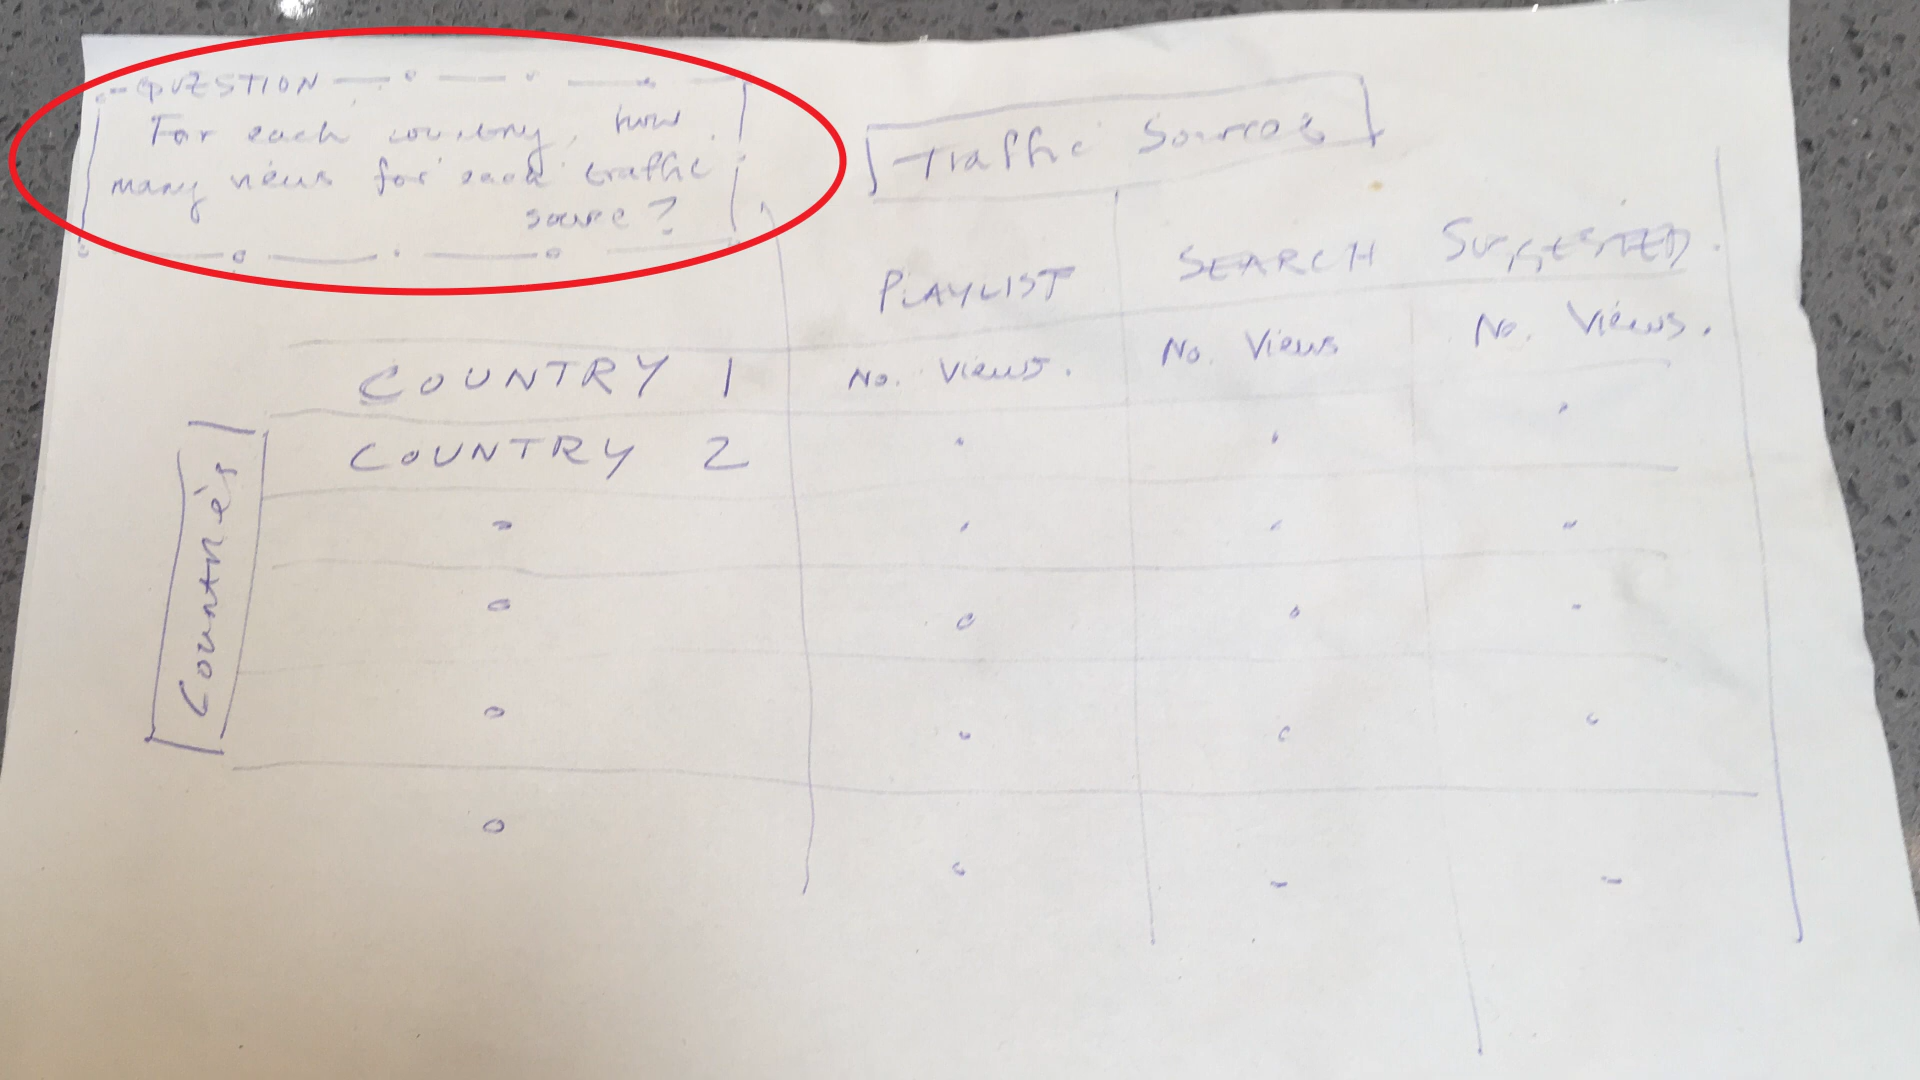 QUESTION
For each country, how
many views for each traffic
source?
Traffic Sources
PLAYLIST SEARCH SUGGESTED
COUNTRY 1 No. Views. No. Views No. Views.
COUNTRY 2
Countries